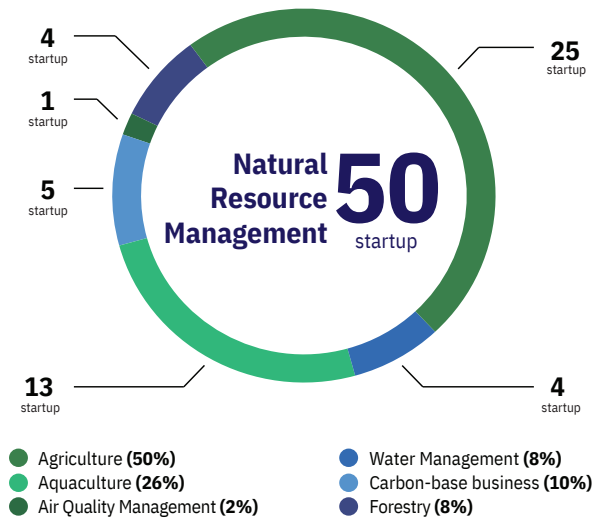 4
startup
25
startup
1
startup
Natural
Resource
Management
50
startup
5
startup
13
startup
4
startup
Agriculture (50%)
Aquaculture (26%)
Air Quality Management (2%)
Water Management (8%)
Carbon-base business (10%)
Forestry (8%)